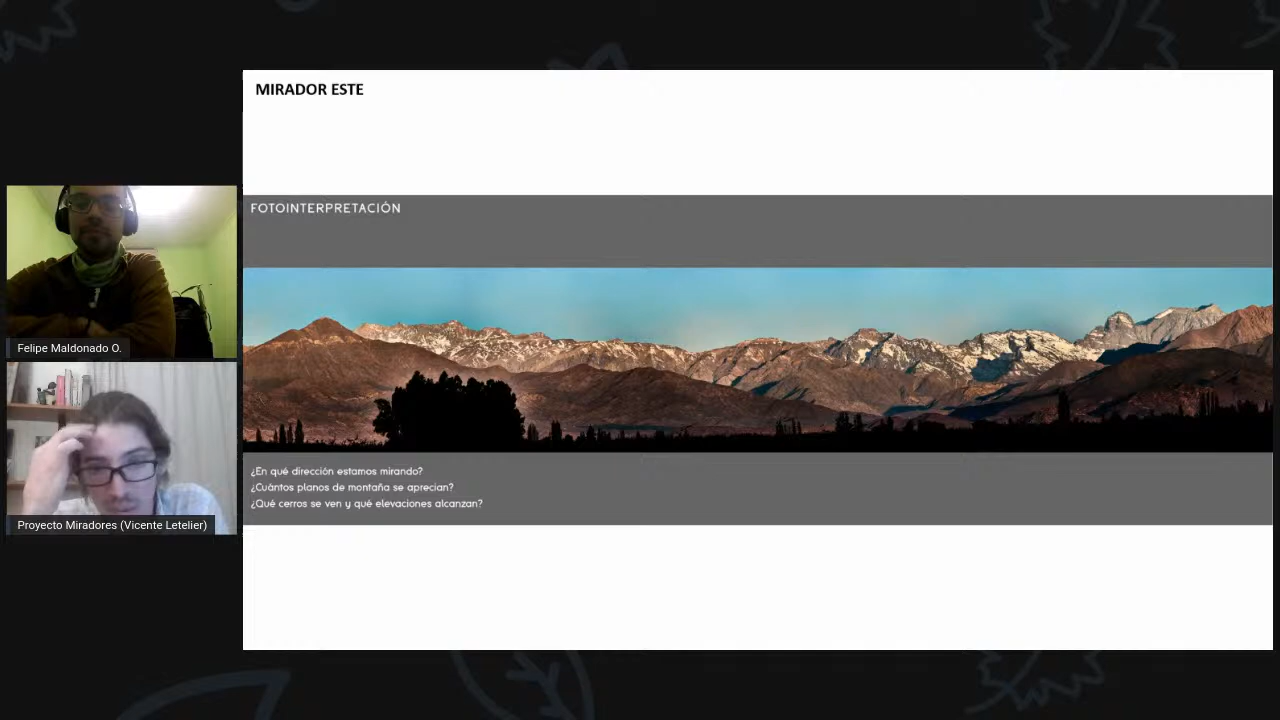 MIRADOR ESTE
FOTOINTERPRETACIÓN
¿En qué dirección estamos mirando?
¿Cuántos planos de montaña se aprecian?
¿Qué cerros se ven y qué elevaciones alcanzan?
Felipe Maldonado O.
Proyecto Miradores (Vicente Letelier)